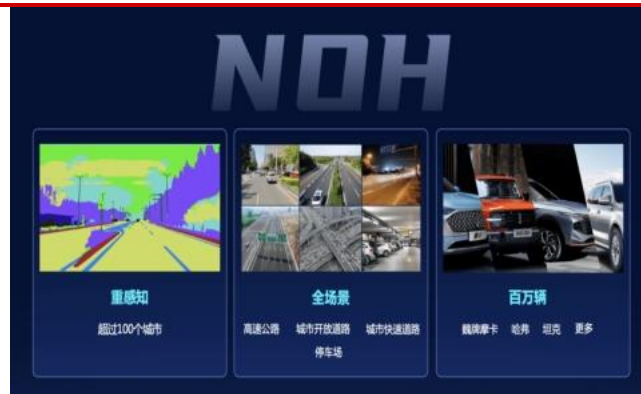 NOH
重感知
超过100个城市
全场景
高速公路 城市开放道路 城市快速道路
停车场
百万辆
魏牌摩卡 哈弗 坦克 更多